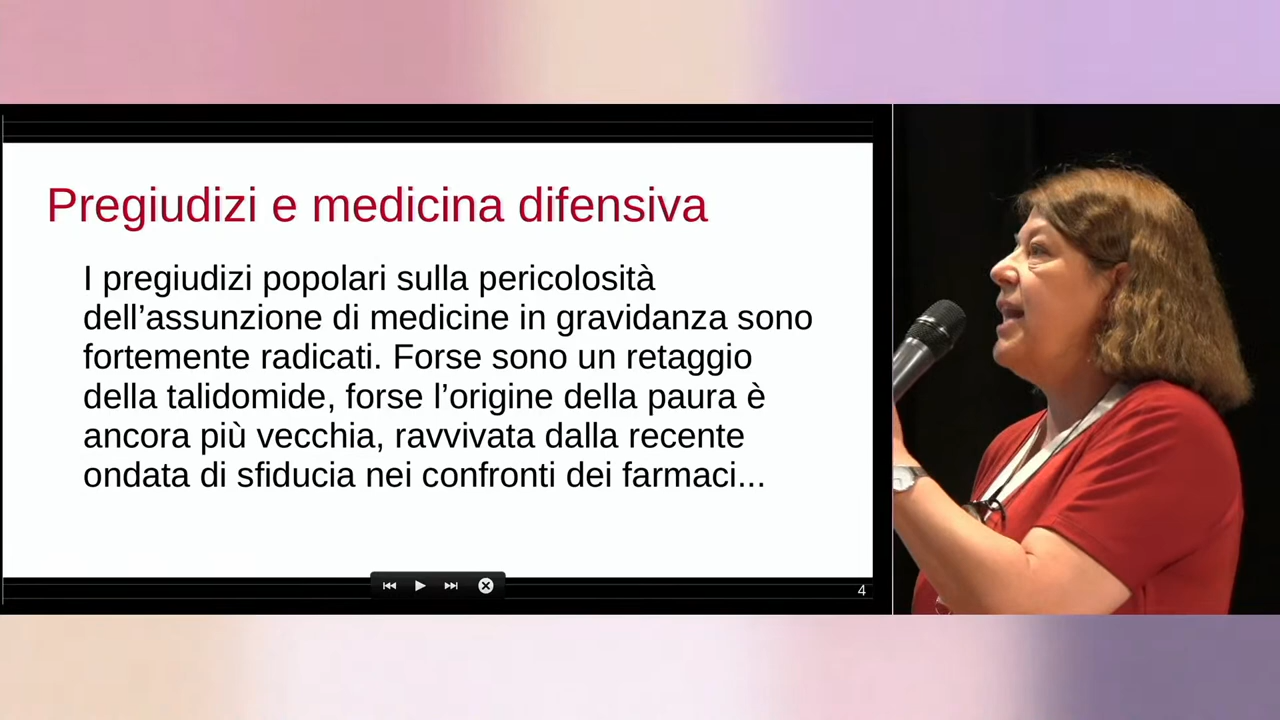 Pregiudizi e medicina difensiva
I pregiudizi popolari sulla pericolosità
dell’assunzione di medicine in gravidanza sono
fortemente radicati. Forse sono un retaggio
della talidomide, forse l’origine della paura è
ancora più vecchia, ravvivata dalla recente
ondata di sfiducia nei confronti dei farmaci...
4